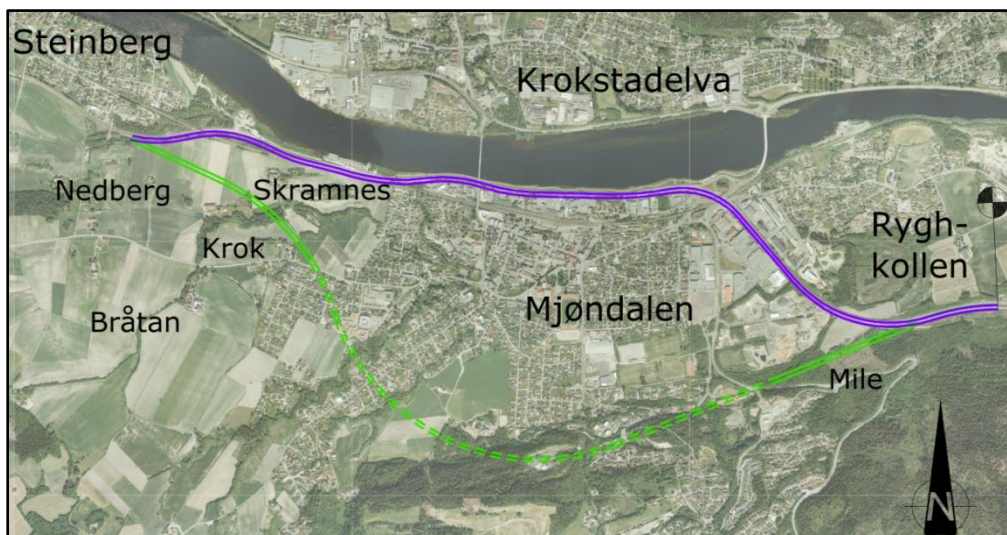 Steinberg
Krokstadelva
Nedberg
Skramnes
Krok
Rygh-
kollen
Bråtan
Mjøndalen
Mile
N